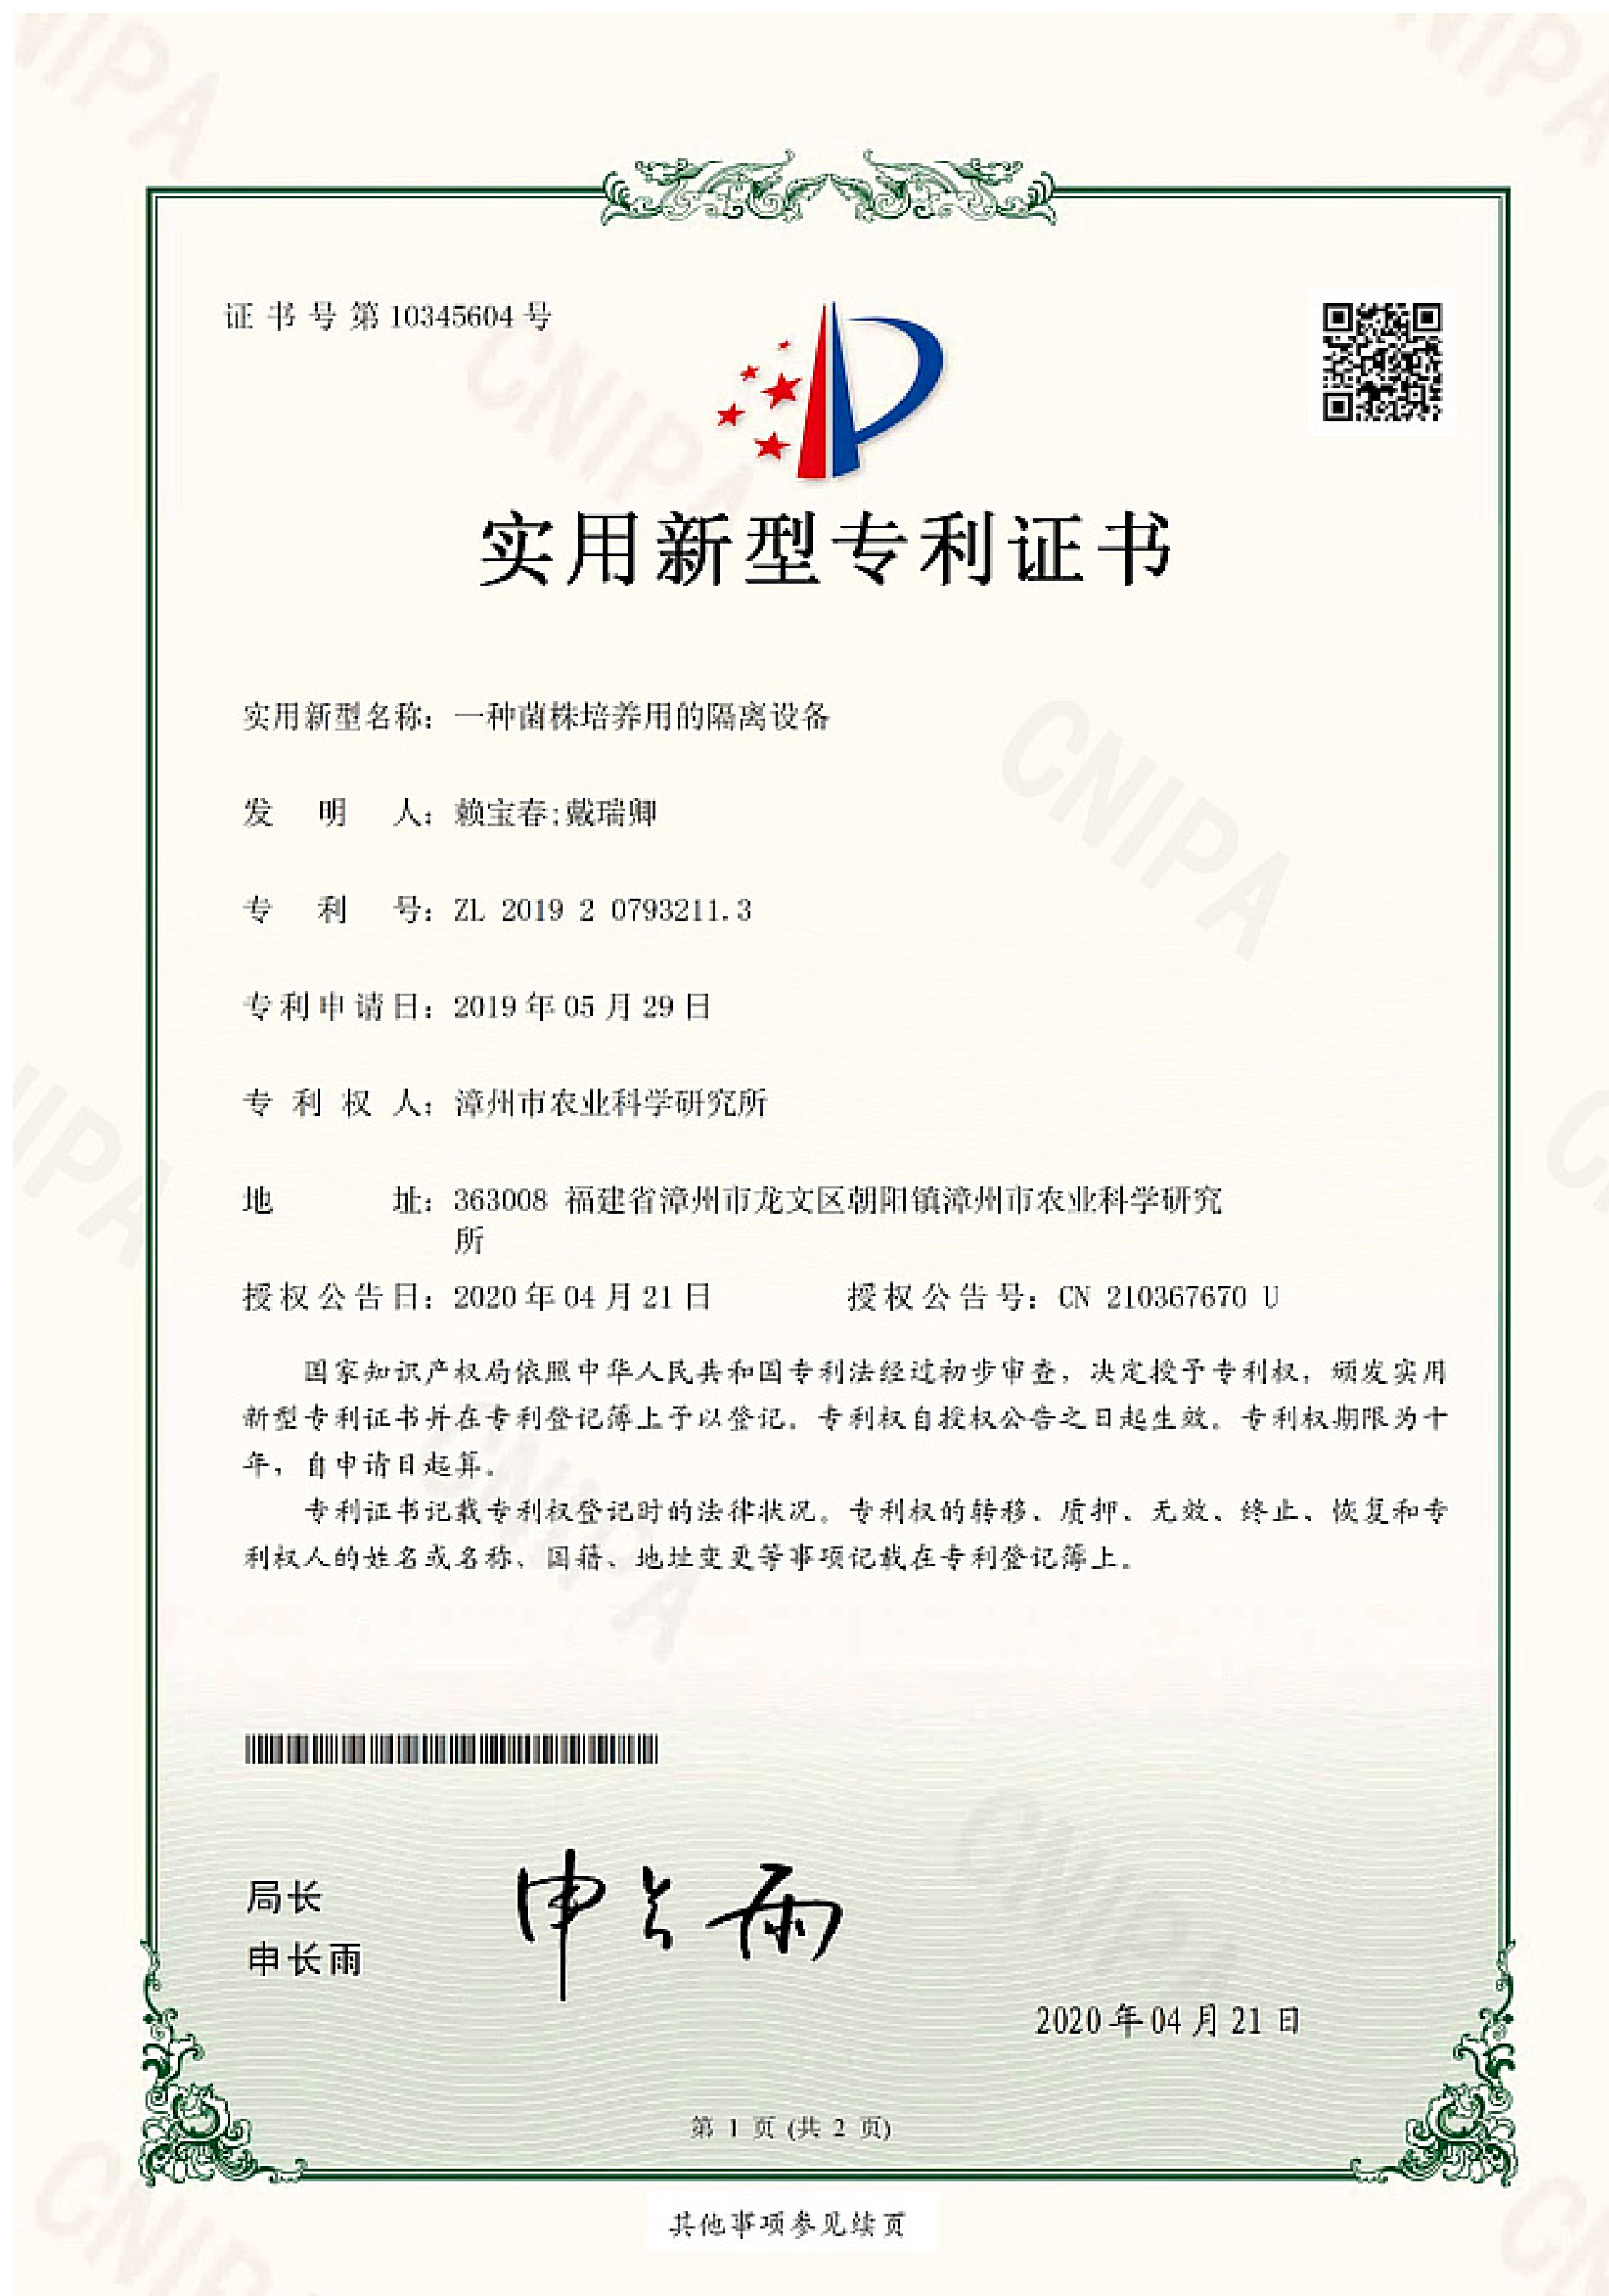 证书号第10345604号
实用新型专利证书
实用新型名称：一种菌株培养用的隔离设备
发明人：赖宝春;戴瑞卿
专利号：ZL 2019 2 0793211.3
专利申请日：2019年05月29日
专利权人：漳州市农业科学研究所
地址：363008 福建省漳州市龙文区朝阳镇漳州市农业科学研究
所
授权公告日：2020年04月21日 授权公告号：CN 210367670 U
国家知识产权局依照中华人民共和国专利法经过初步审查，决定授予专利权，颁发实用
新型专利证书并在专利登记簿上予以登记。专利权自授权公告之日起生效。专利权期限为十
年，自申请日起算。
专利证书记载专利权登记时的法律状况。专利权的转移、质押、无效、终止、恢复和专
利权人的姓名或名称、国籍、地址变更等事项记载在专利登记簿上。
局长
申长雨
申长雨
2020年04月21日
第 1 页 (共 2 页)
其他事项参见续页
CNIPA
CNIPA
CNIPA
CNIPA
CNIPA